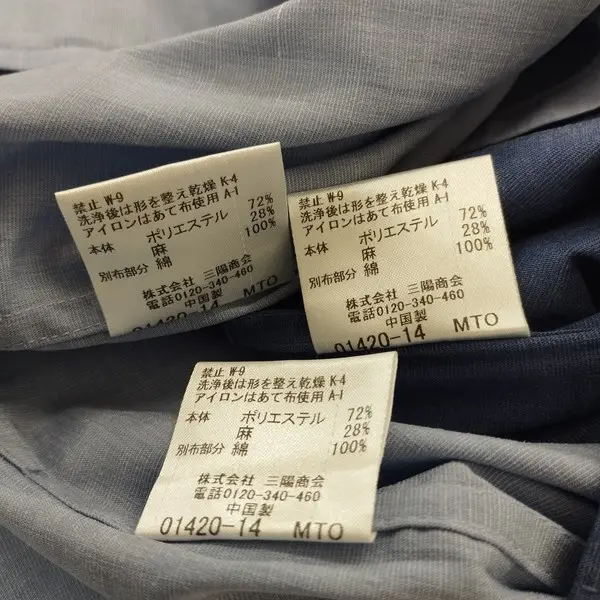 禁止 W-9
洗浄後は形を整え乾燥 K-4
アイロンはあて布使用 A-1
本体 ポリエステル 72%
麻 28%
別布部分 綿 100%
株式会社 三陽商会
電話0120-340-460
中国製
01420-14 MTO
禁止 W-9
洗浄後は形を整え乾燥 K-4
アイロンはあて布使用 A-1
本体 ポリエステル 72%
麻 28%
別布部分 綿 100%
株式会社 三陽商会
電話0120-340-460
中国製
01420-14 MTO
禁止 W-9
洗浄後は形を整え乾燥 K-4
アイロンはあて布使用 A-1
本体 ポリエステル 72%
麻 28%
別布部分 綿 100%
株式会社 三陽商会
電話0120-340-460
中国製
01420-14 MTO